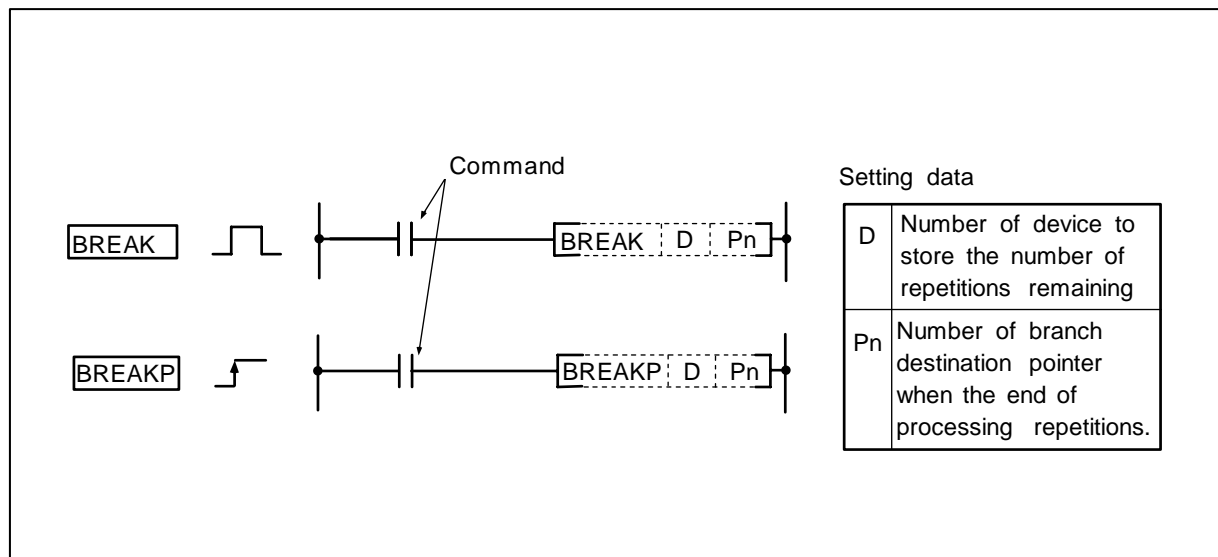 Command
Setting data
BREAK
BREAK D Pn
D
Number of device to
store the number of
repetitions remaining
Pn
Number of branch
destination pointer
when the end of
processing repetitions.
BREAKP
BREAKP D Pn